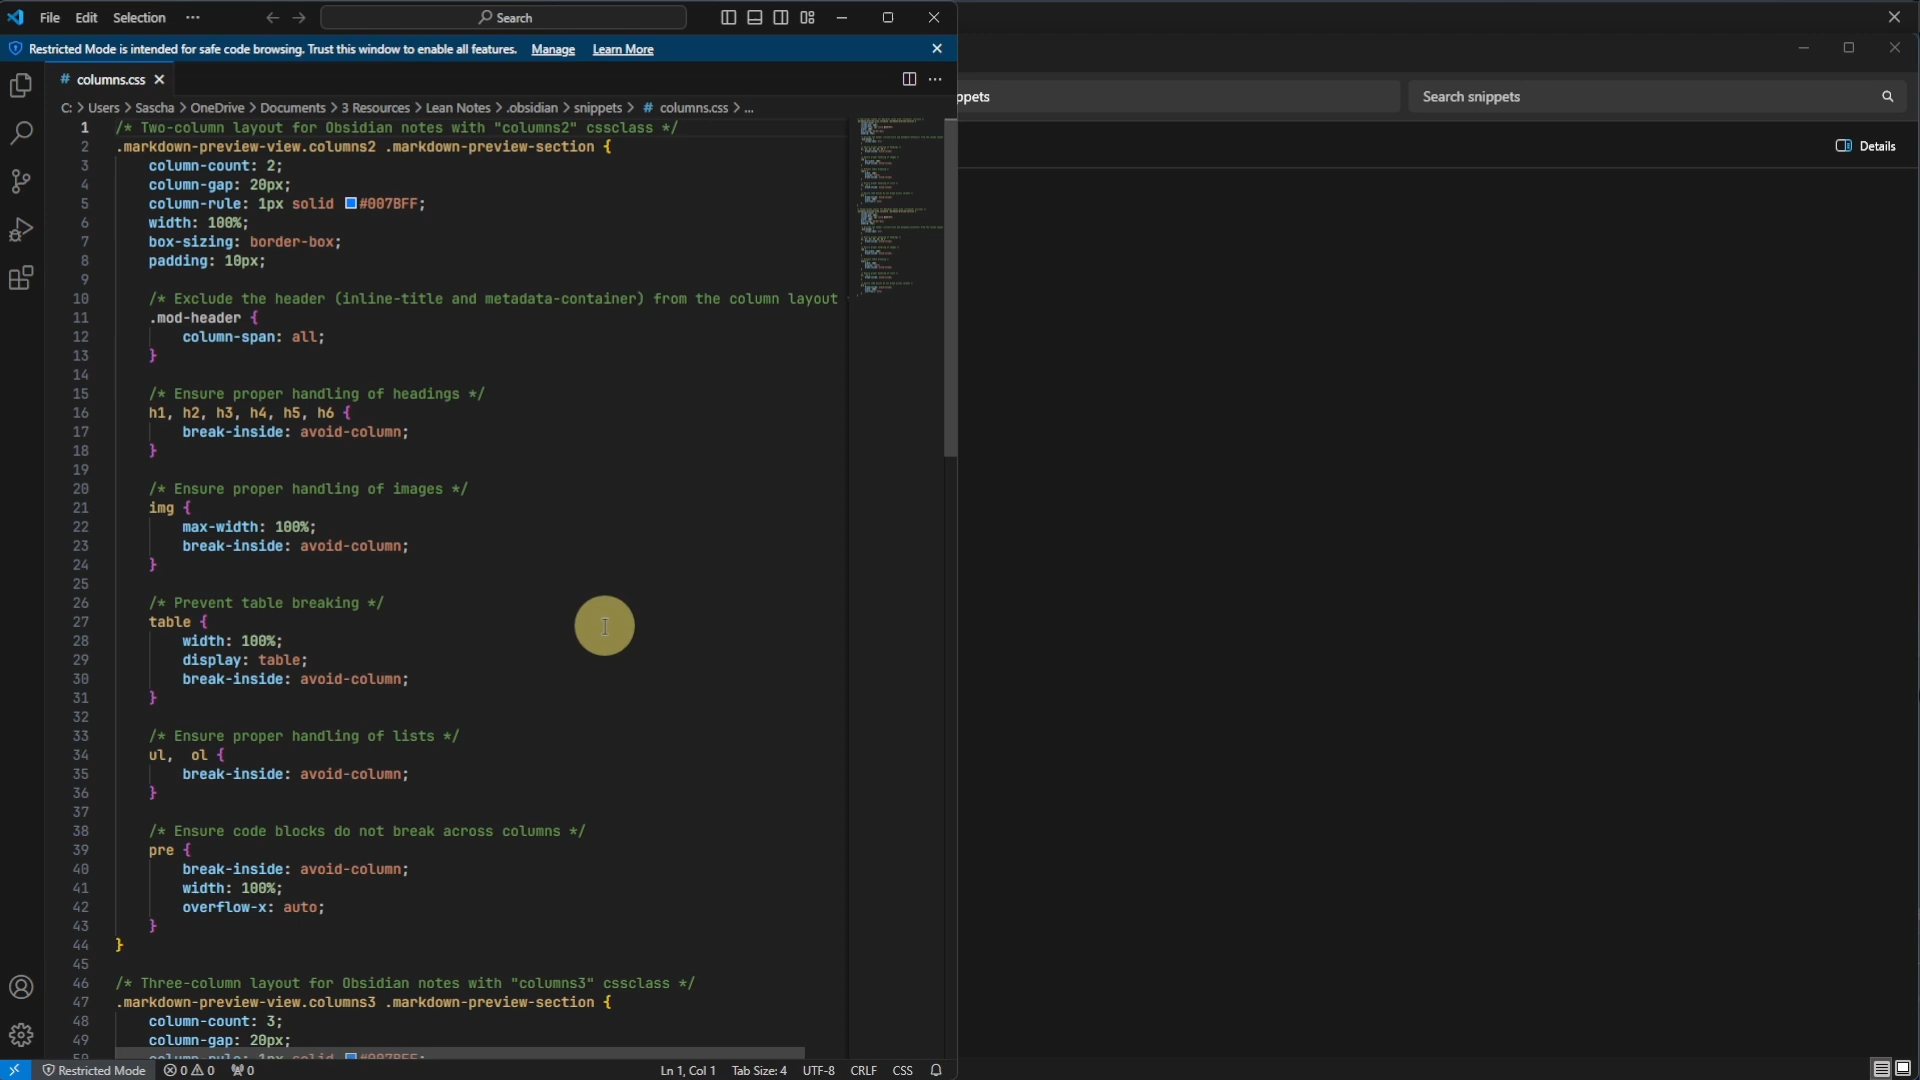 File Edit Selection ··· Search
Restricted Mode is intended for safe code browsing. Trust this window to enable all features. Manage Learn More
# columns.css
C: > Users > Sascha > OneDrive > Documents > 3 Resources > Lean Notes > .obsidian > snippets > # columns.css > ...
1 /* Two-column layout for Obsidian notes with "columns2" cssclass */
2 .markdown-preview-view.columns2 .markdown-preview-section {
3 column-count: 2;
4 column-gap: 20px;
5 column-rule: 1px solid #007BFF;
6 width: 100%;
7 box-sizing: border-box;
8 padding: 10px;
9
10 /* Exclude the header (inline-title and metadata-container) from the column layout
11 .mod-header {
12 column-span: all;
13 }
14
15 /* Ensure proper handling of headings */
16 h1, h2, h3, h4, h5, h6 {
17 break-inside: avoid-column;
18 }
19
20 /* Ensure proper handling of images */
21 img {
22 max-width: 100%;
23 break-inside: avoid-column;
24 }
25
26 /* Prevent table breaking */
27 table {
28 width: 100%;
29 display: table;
30 break-inside: avoid-column;
31 }
32
33 /* Ensure proper handling of lists */
34 ul, ol {
35 break-inside: avoid-column;
36 }
37
38 /* Ensure code blocks do not break across columns */
39 pre {
40 break-inside: avoid-column;
41 width: 100%;
42 overflow-x: auto;
43 }
44 }
45
46 /* Three-column layout for Obsidian notes with "columns3" cssclass */
47 .markdown-preview-view.columns3 .markdown-preview-section {
48 column-count: 3;
49 column-gap: 20px;
Restricted Mode 0 0 0 Ln 1, Col 1 Tab Size: 4 UTF-8 CRLF CSS
ppets Search snippets
Details